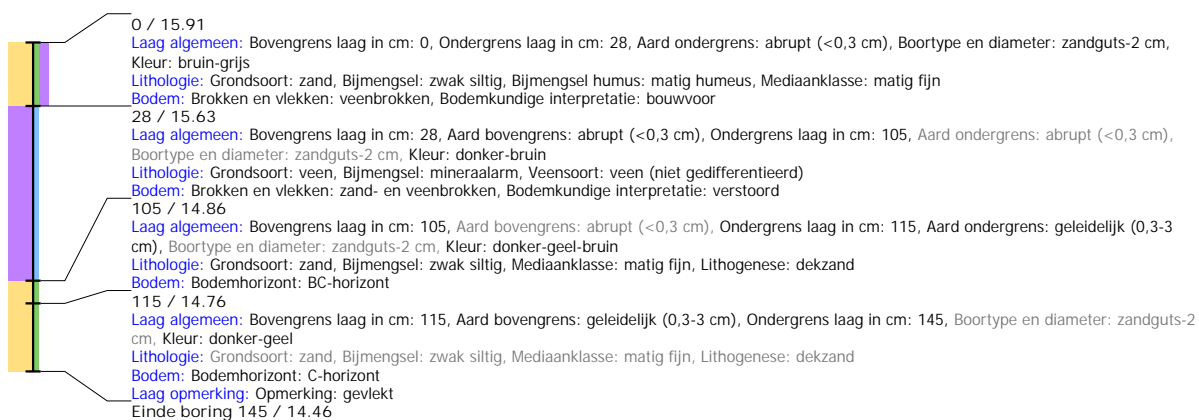 0 / 15.91
Laag algemeen: Bovengrens laag in cm: 0, Ondergrens laag in cm: 28, Aard ondergrens: abrupt (<0,3 cm), Boortype en diameter: zandguts-2 cm,
Kleur: bruin-grijs
Lithologie: Grondsoort: zand, Bijmengsel: zwak siltig, Bijmengsel humus: matig humeus, Mediaanklasse: matig fijn
Bodem: Brokken en vlekken: veenbrokken, Bodemkundige interpretatie: bouwvoor
28 / 15.63
Laag algemeen: Bovengrens laag in cm: 28, Aard bovengrens: abrupt (<0,3 cm), Ondergrens laag in cm: 105, Aard ondergrens: abrupt (<0,3 cm),
Boortype en diameter: zandguts-2 cm, Kleur: donker-bruin
Lithologie: Grondsoort: veen, Bijmengsel: mineraalarm, Veensoort: veen (niet gedifferentieerd)
Bodem: Brokken en vlekken: zand- en veenbrokken, Bodemkundige interpretatie: verstoord
105 / 14.86
Laag algemeen: Bovengrens laag in cm: 105, Aard bovengrens: abrupt (<0,3 cm), Ondergrens laag in cm: 115, Aard ondergrens: geleidelijk (0,3-3
cm), Boortype en diameter: zandguts-2 cm, Kleur: donker-geel-bruin
Lithologie: Grondsoort: zand, Bijmengsel: zwak siltig, Mediaanklasse: matig fijn, Lithogenese: dekzand
Bodem: Bodemhorizont: BC-horizont
115 / 14.76
Laag algemeen: Bovengrens laag in cm: 115, Aard bovengrens: geleidelijk (0,3-3 cm), Ondergrens laag in cm: 145, Boortype en diameter: zandguts-2
cm, Kleur: donker-geel
Lithologie: Grondsoort: zand, Bijmengsel: zwak siltig, Mediaanklasse: matig fijn, Lithogenese: dekzand
Bodem: Bodemhorizont: C-horizont
Laag opmerking: Opmerking: gevlekt
Einde boring 145 / 14.46